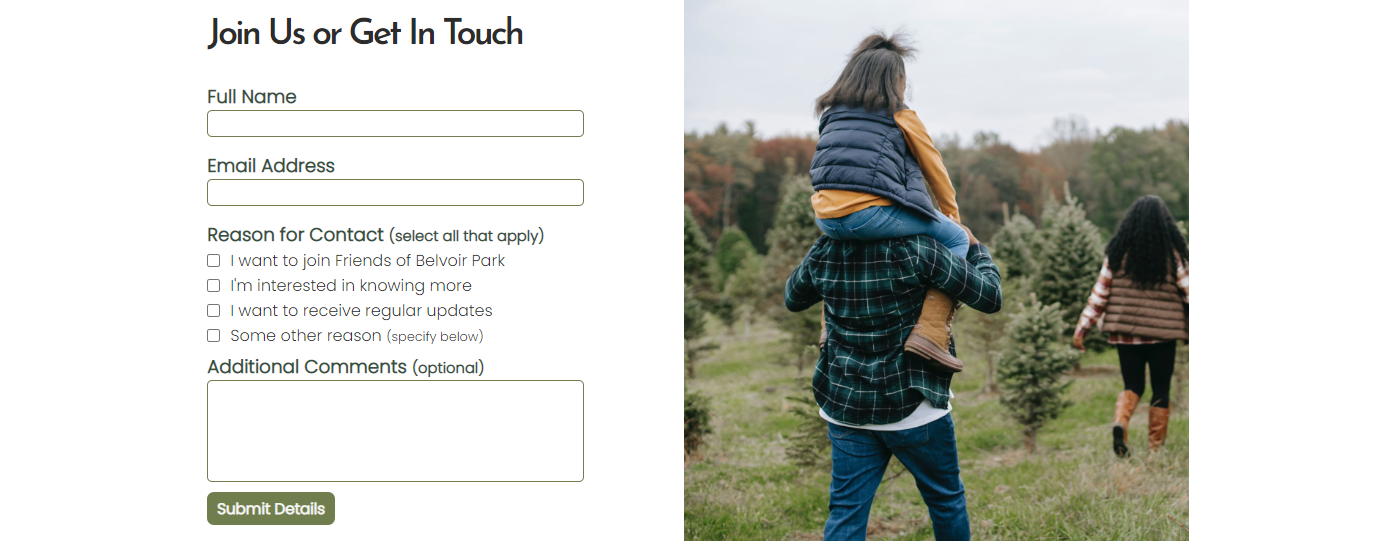 Join Us or Get In Touch
Full Name
Email Address
Reason for Contact (select all that apply)
I want to join Friends of Belvoir Park
I'm interested in knowing more
I want to receive regular updates
Some other reason (specify below)
Additional Comments (optional)
Submit Details